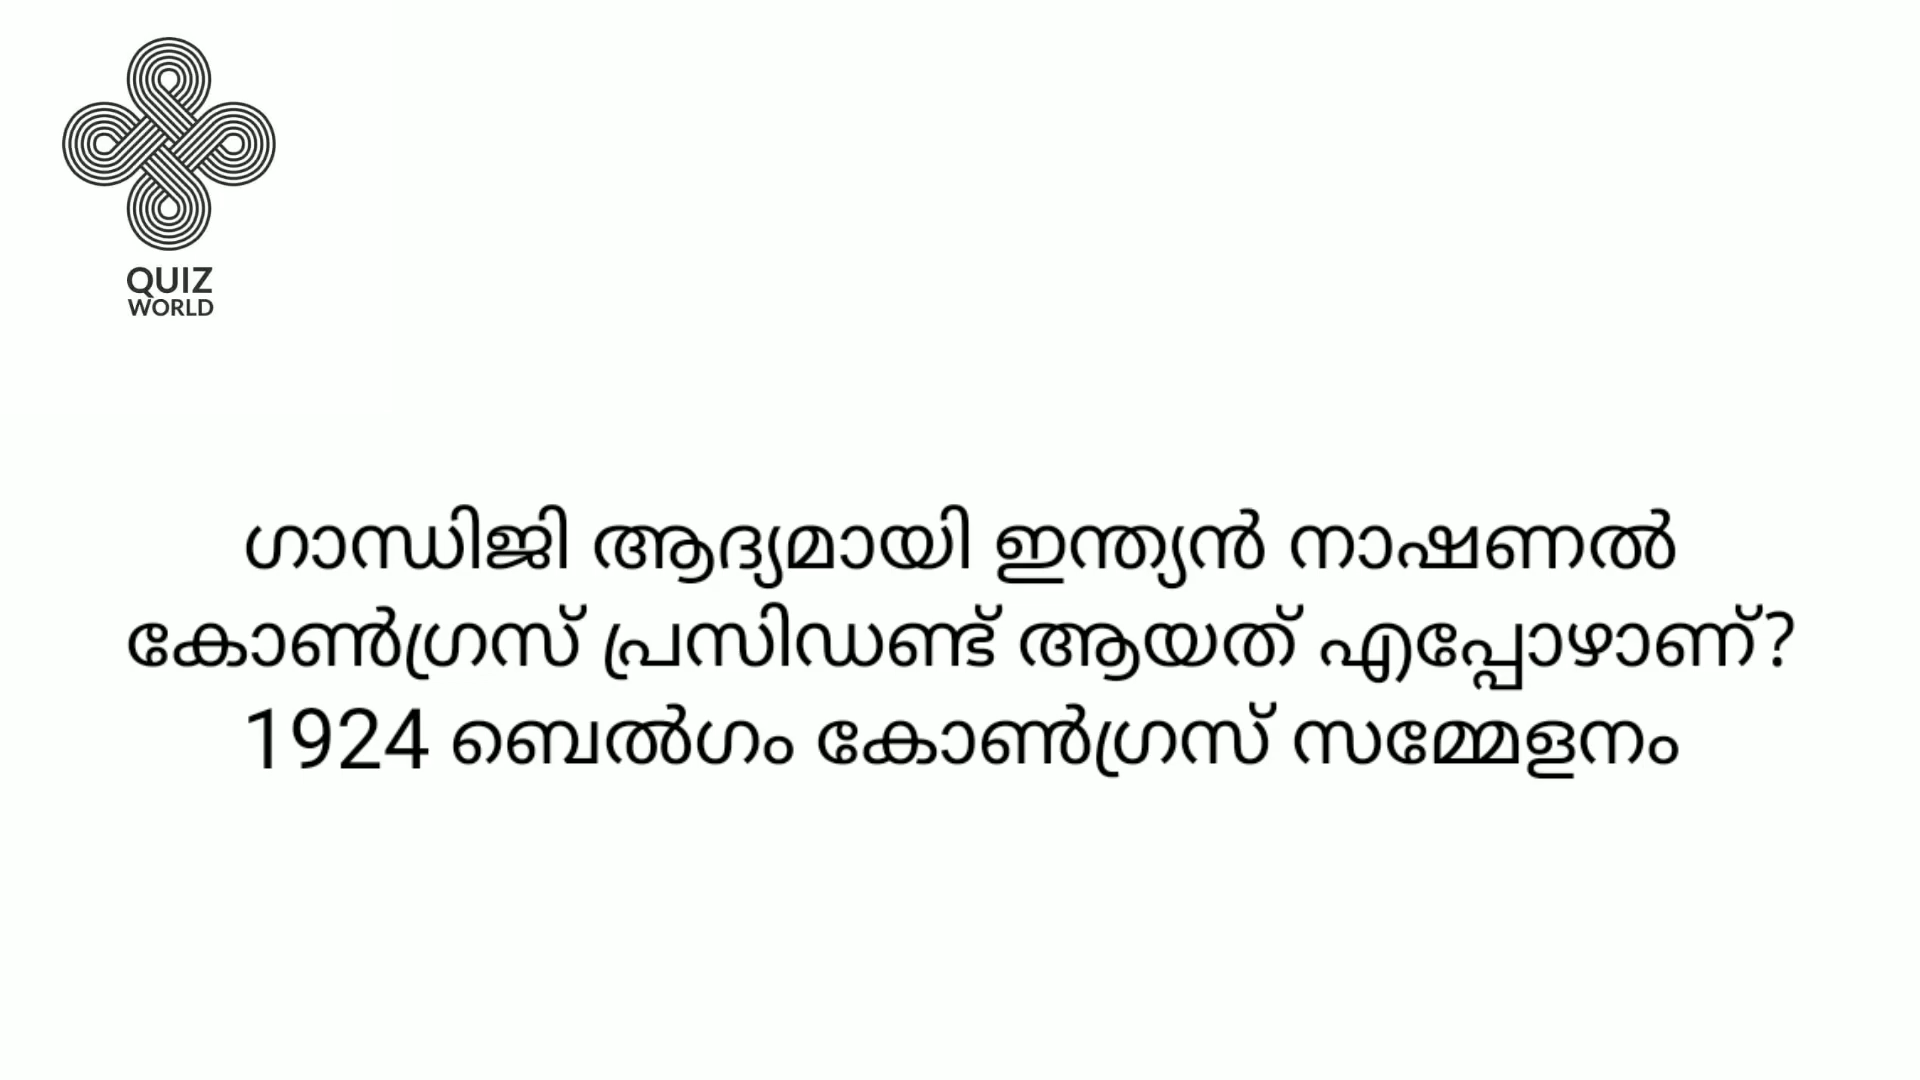 QUIZ
WORLD
ഗാന്ധിജി ആദ്യമായി ഇന്ത്യൻ നാഷണൽ
കോൺഗ്രസ് പ്രസിഡണ്ട് ആയത് എപ്പോഴാണ്?
1924 ബെൽഗം കോൺഗ്രസ് സമ്മേളനം